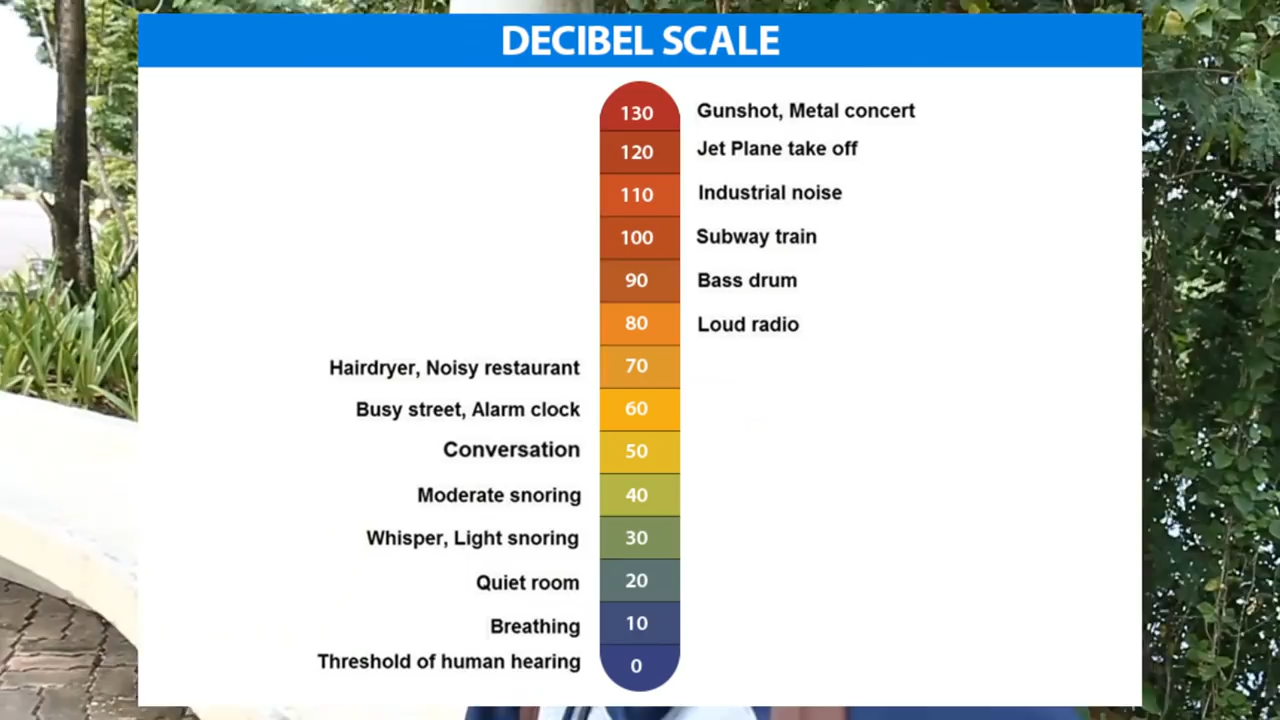 DECIBEL SCALE
130 Gunshot, Metal concert
120 Jet Plane take off
110 Industrial noise
100 Subway train
90 Bass drum
80 Loud radio
Hairdryer, Noisy restaurant 70
Busy street, Alarm clock 60
Conversation 50
Moderate snoring 40
Whisper, Light snoring 30
Quiet room 20
Breathing 10
Threshold of human hearing 0